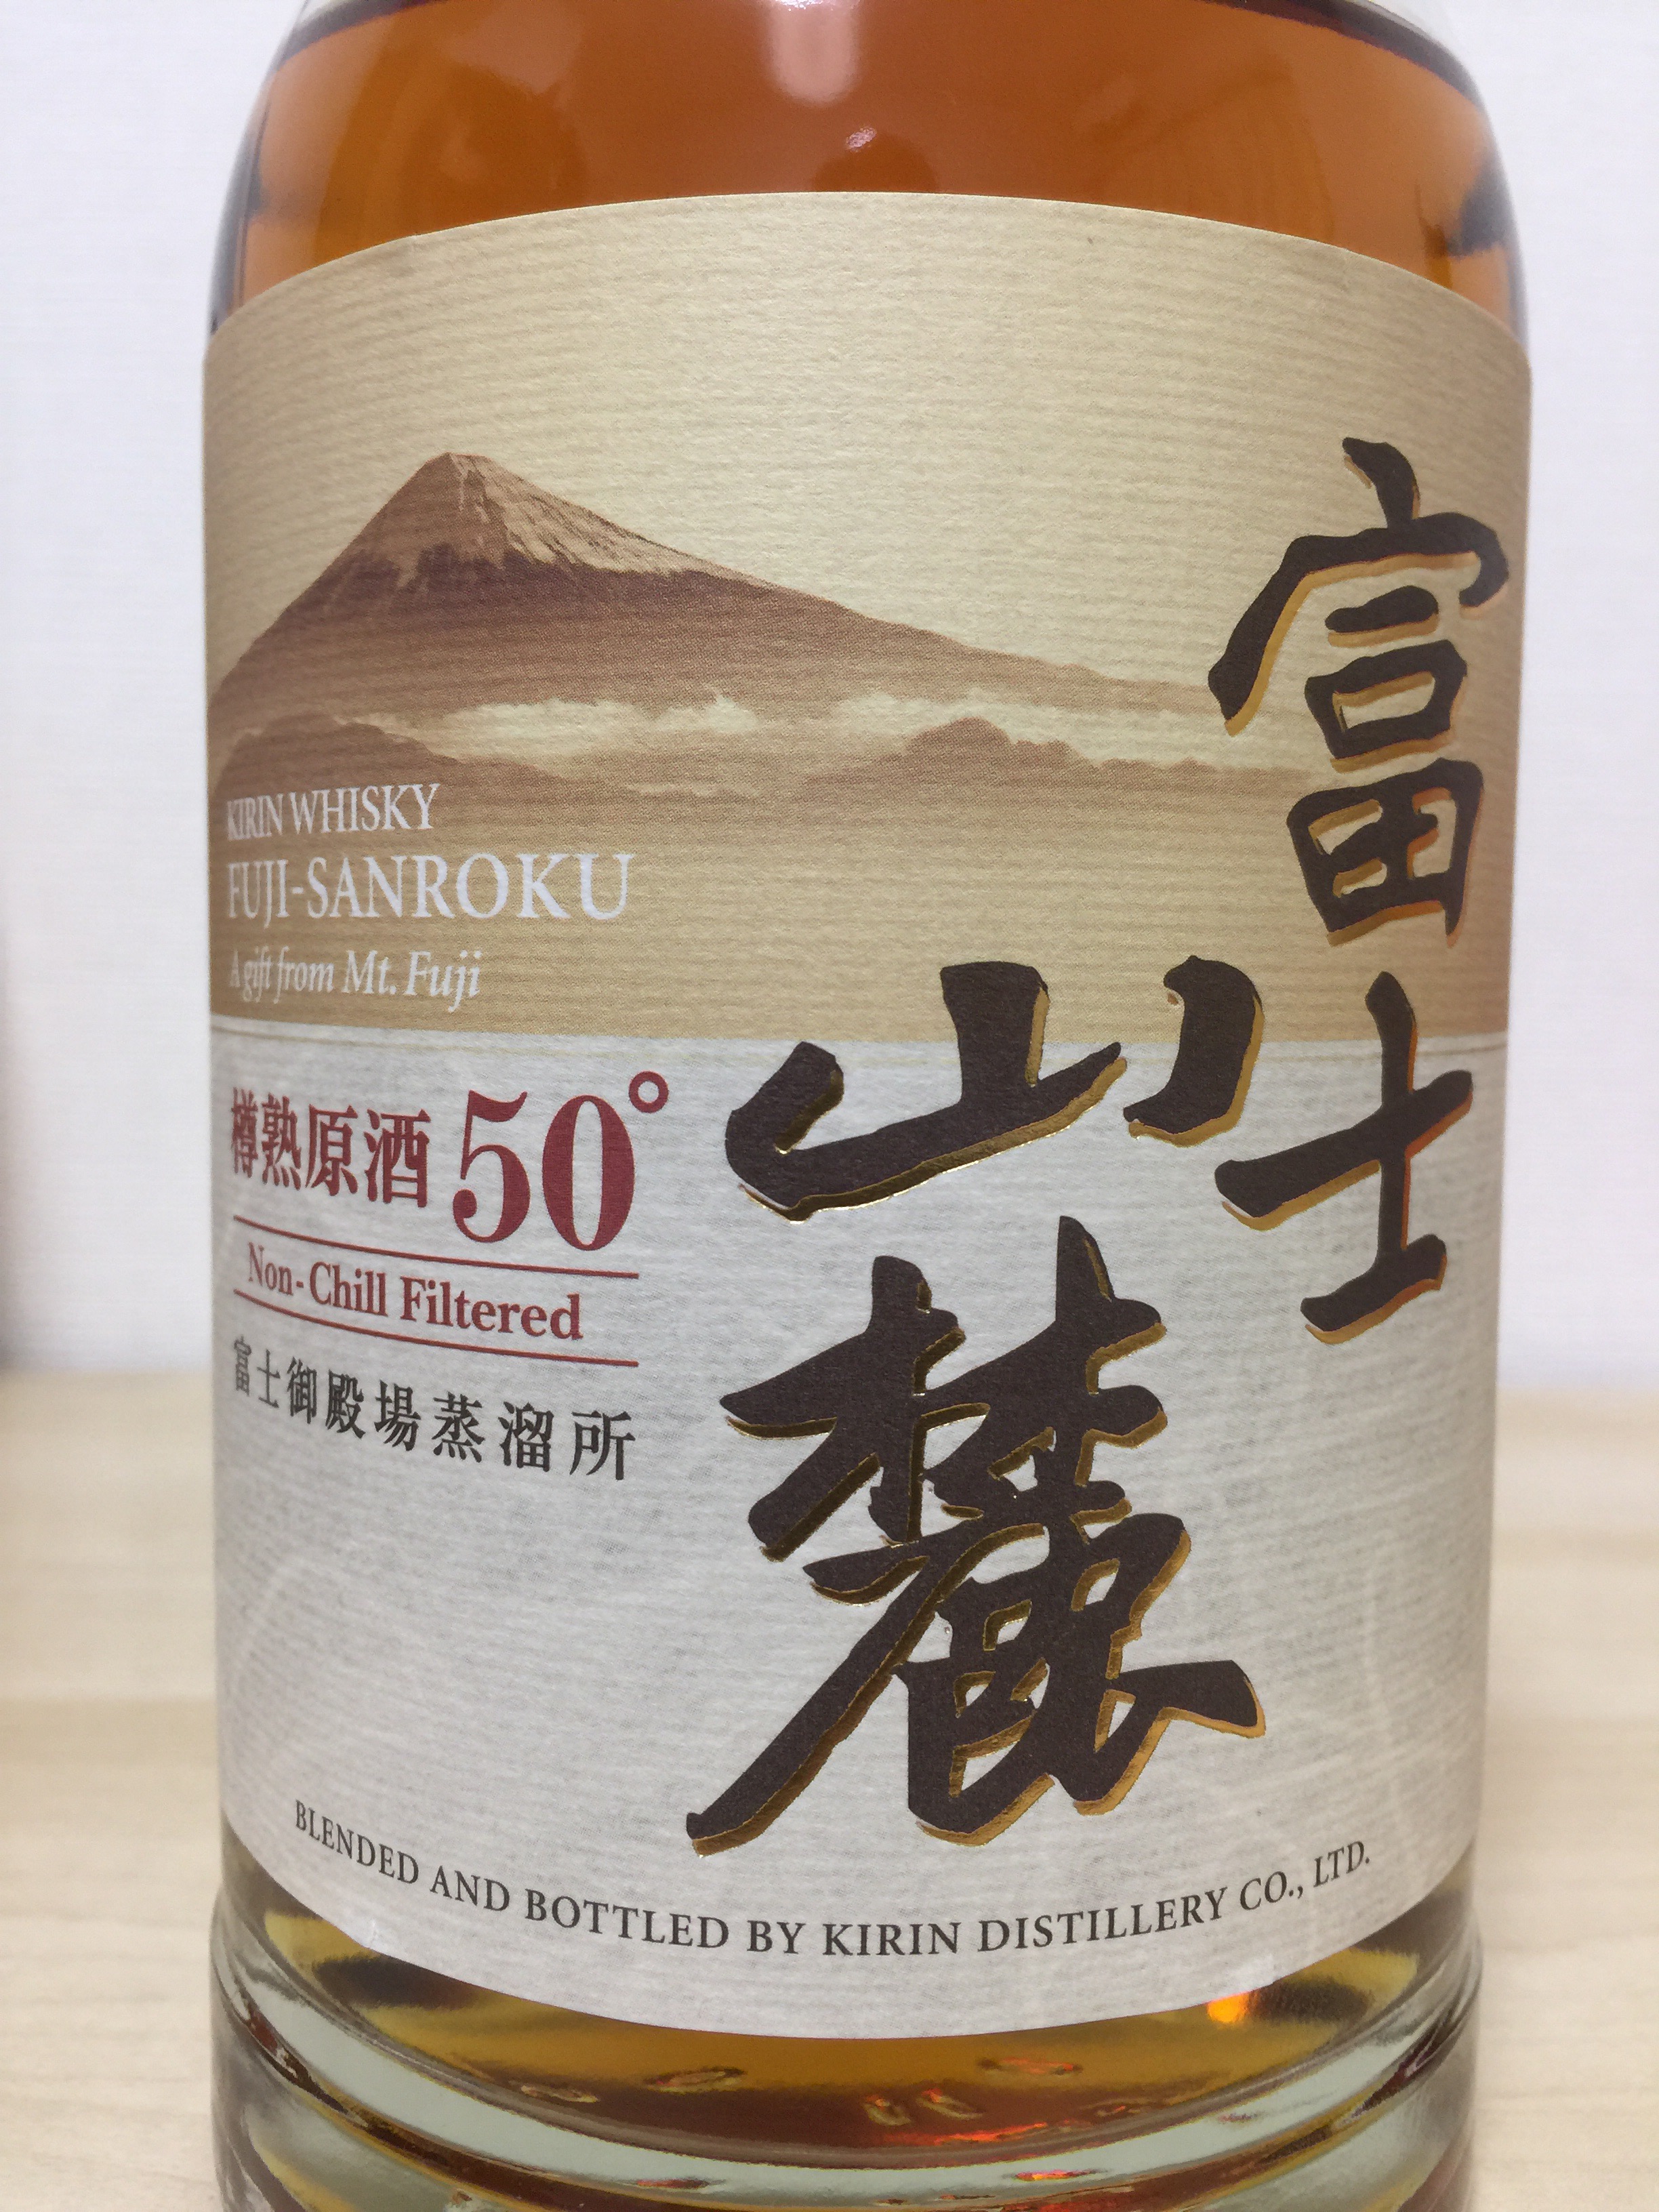 富士
山麓
KIRIN WHISKY
FUJI-SANROKU
A gift from Mt. Fuji
樽熟原酒 50°
Non-Chill Filtered
富士御殿場蒸溜所
BLENDED AND BOTTLED BY KIRIN DISTILLERY CO., LTD.